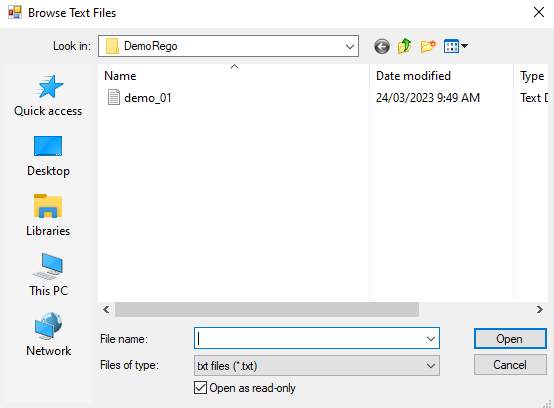 Browse Text Files
Look in: DemoRego
Name Date modified Type
demo_01 24/03/2023 9:49 AM Text D
Quick access
Desktop
Libraries
This PC
Network
File name: Open
Files of type: txt files (*.txt) Cancel
Open as read-only